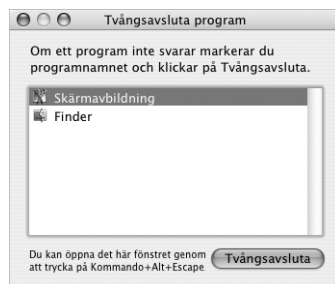 Tvångsavsluta program
Om ett program inte svarar markerar du
programnamnet och klickar på Tvångsavsluta.
Skärmavbildning
Finder
Du kan öppna det här fönstret genom
att trycka på Kommando+Alt+Escape
Tvångsavsluta